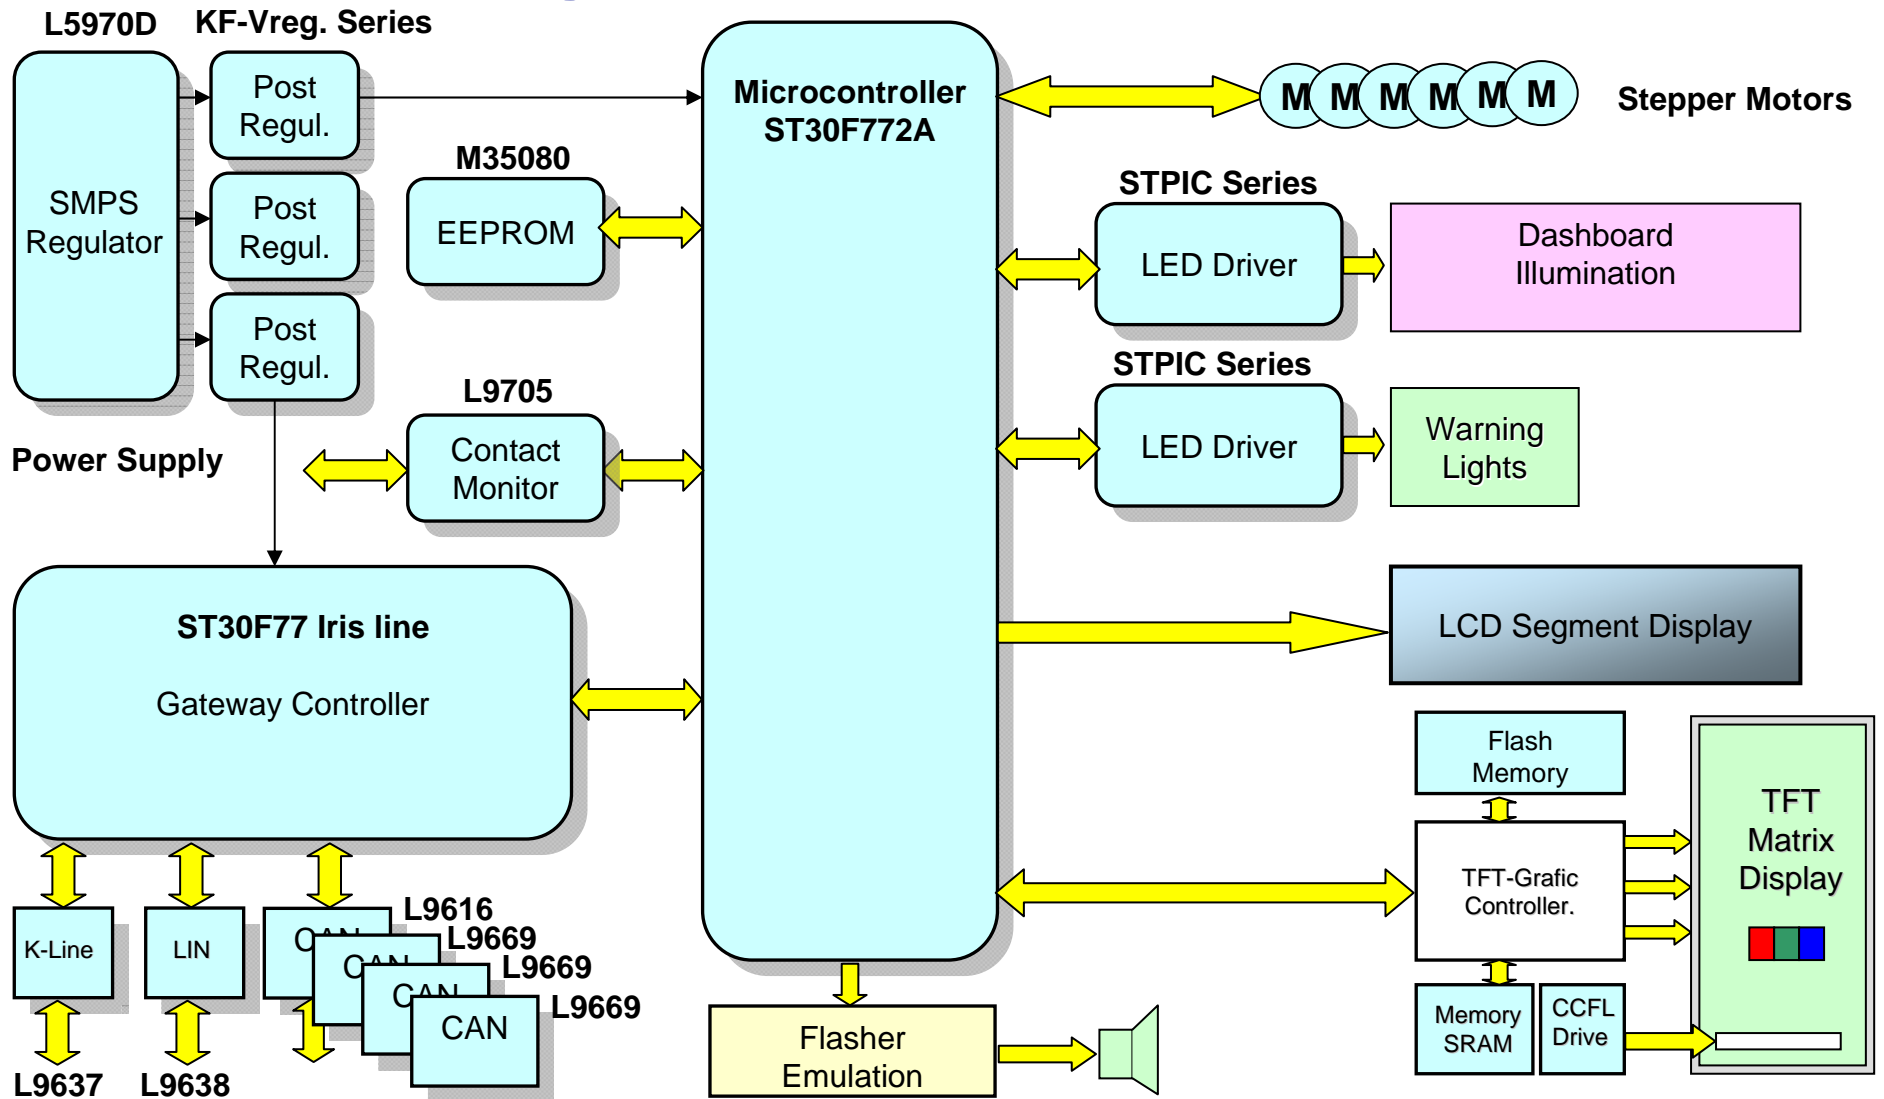 L5970D
KF-Vreg. Series
SMPS
Regulator
Post
Regul.
Post
Regul.
Post
Regul.
Power Supply
M35080
EEPROM
L9705
Contact
Monitor
Microcontroller
ST30F772A
M M M M M M
Stepper Motors
STPIC Series
LED Driver
Dashboard
Illumination
STPIC Series
LED Driver
Warning
Lights
ST30F77 Iris line
Gateway Controller
LCD Segment Display
Flash
Memory
TFT-Grafic
Controller.
TFT
Matrix
Display
Memory
SRAM
CCFL
Drive
K-Line
LIN
CAN
L9616
CAN
L9669
CAN
L9669
CAN
L9669
L9637
L9638
Flasher
Emulation